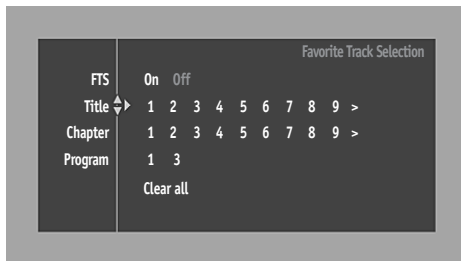 Favorite Track Selection
FTS On Off
Title 1 2 3 4 5 6 7 8 9 >
Chapter 1 2 3 4 5 6 7 8 9 >
Program 1 3
Clear all